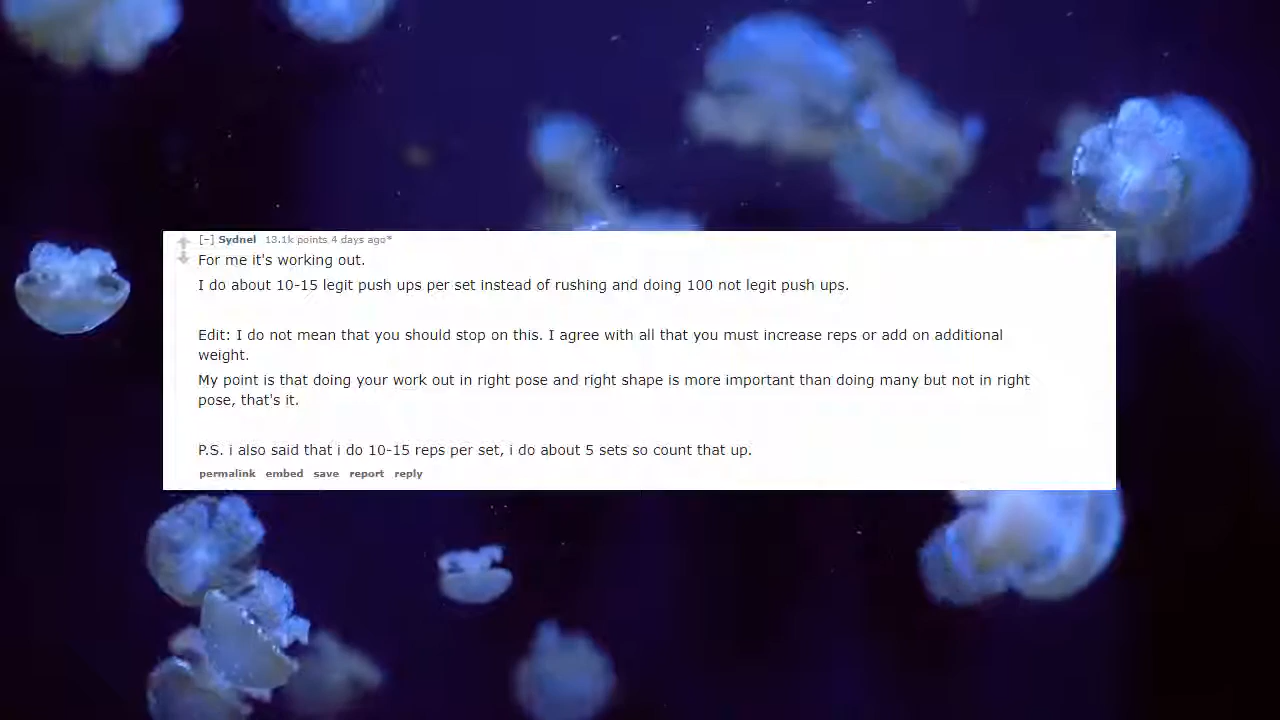 [–] Sydnel 13.1k points 4 days ago*
For me it's working out.
I do about 10-15 legit push ups per set instead of rushing and doing 100 not legit push ups.
Edit: I do not mean that you should stop on this. I agree with all that you must increase reps or add on additional
weight.
My point is that doing your work out in right pose and right shape is more important than doing many but not in right
pose, that's it.
P.S. i also said that i do 10-15 reps per set, i do about 5 sets so count that up.
permalink embed save report reply